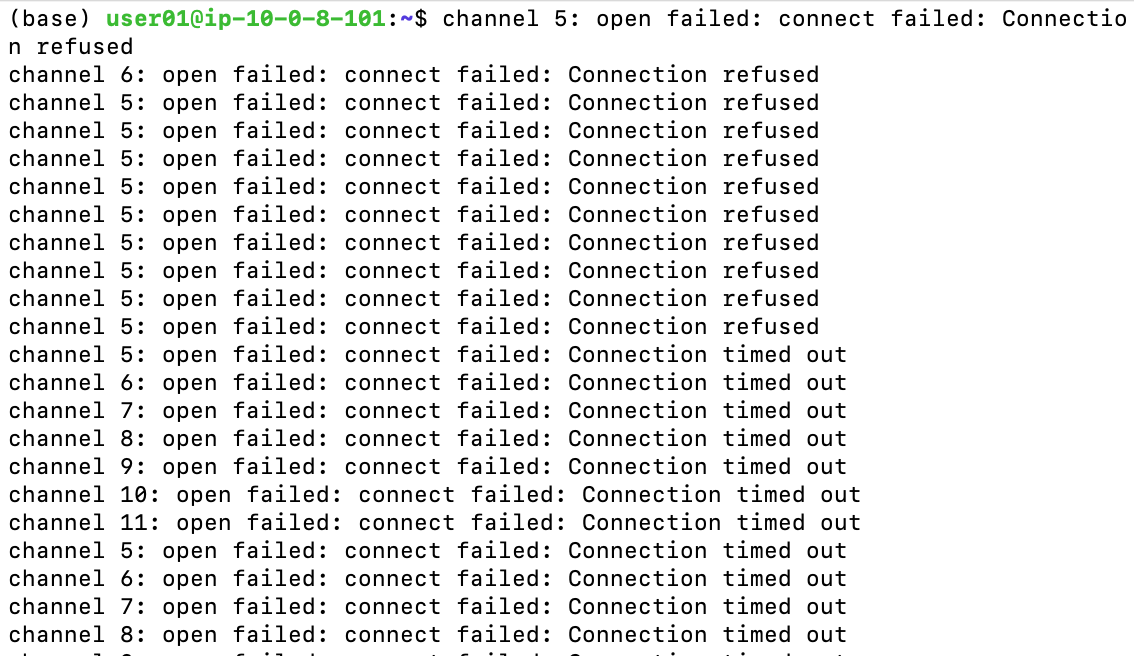 (base) user01@ip-10-0-8-101:~$ channel 5: open failed: connect failed: Connectio
n refused
channel 6: open failed: connect failed: Connection refused
channel 5: open failed: connect failed: Connection refused
channel 5: open failed: connect failed: Connection refused
channel 5: open failed: connect failed: Connection refused
channel 5: open failed: connect failed: Connection refused
channel 5: open failed: connect failed: Connection refused
channel 5: open failed: connect failed: Connection refused
channel 5: open failed: connect failed: Connection refused
channel 5: open failed: connect failed: Connection refused
channel 5: open failed: connect failed: Connection refused
channel 5: open failed: connect failed: Connection timed out
channel 6: open failed: connect failed: Connection timed out
channel 7: open failed: connect failed: Connection timed out
channel 8: open failed: connect failed: Connection timed out
channel 9: open failed: connect failed: Connection timed out
channel 10: open failed: connect failed: Connection timed out
channel 11: open failed: connect failed: Connection timed out
channel 5: open failed: connect failed: Connection timed out
channel 6: open failed: connect failed: Connection timed out
channel 7: open failed: connect failed: Connection timed out
channel 8: open failed: connect failed: Connection timed out